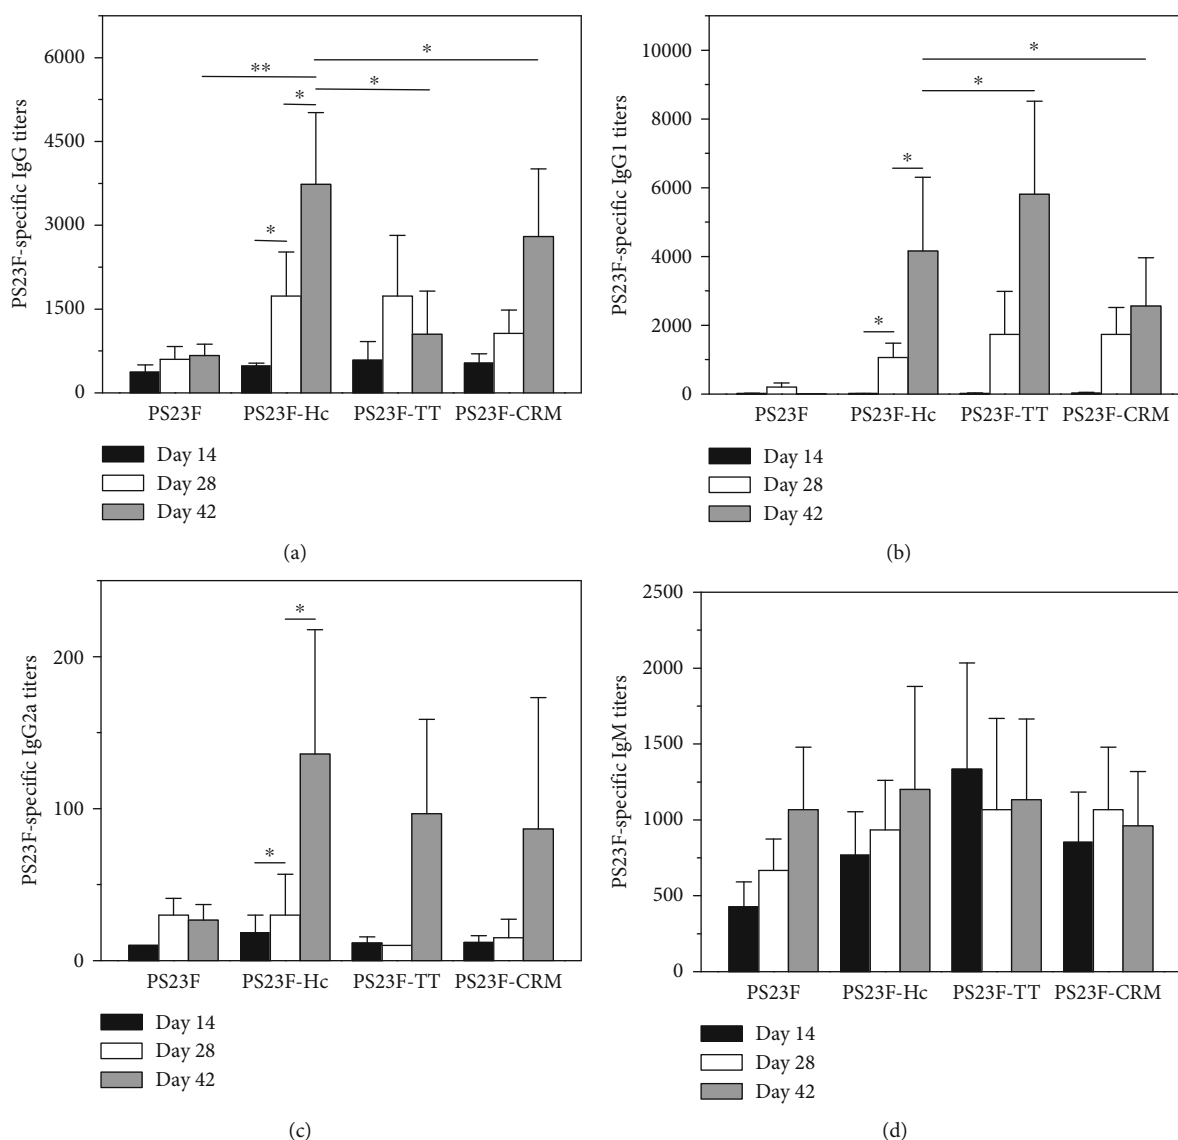 PS23F-specific IgG titers
6000
4500
3000
1500
0
**
*
*
*
*
PS23F PS23F-Hc PS23F-TT PS23F-CRM
Day 14
Day 28
Day 42
(a)
PS23F-specific IgG1 titers
10000
8000
6000
4000
2000
0
*
*
*
*
PS23F PS23F-Hc PS23F-TT PS23F-CRM
Day 14
Day 28
Day 42
(b)
PS23F-specific IgG2a titers
200
100
0
*
*
PS23F PS23F-Hc PS23F-TT PS23F-CRM
Day 14
Day 28
Day 42
(c)
PS23F-specific IgM titers
2500
2000
1500
1000
500
0
PS23F PS23F-Hc PS23F-TT PS23F-CRM
Day 14
Day 28
Day 42
(d)